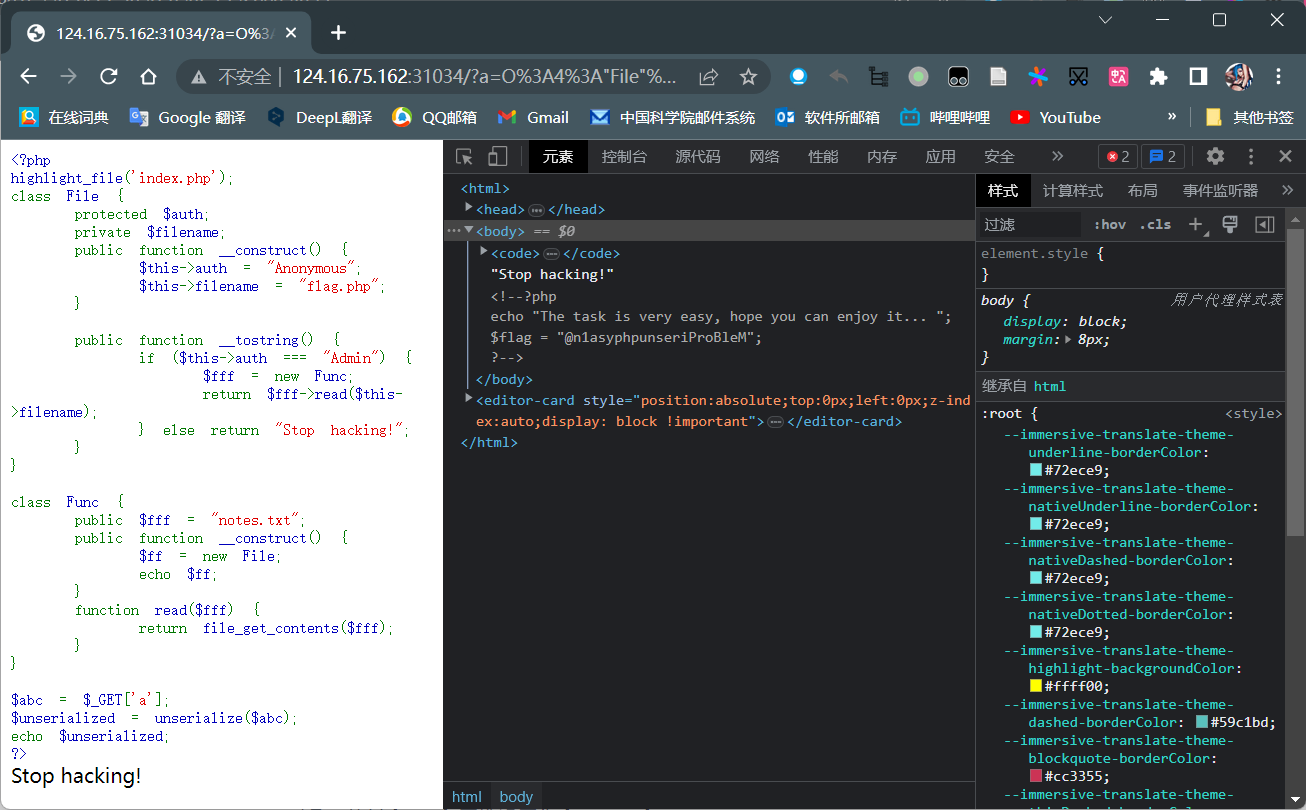 124.16.75.162:31034/?a=O%3A
不安全 | 124.16.75.162:31034/?a=O%3A4%3A"File"%...
在线词典 Google 翻译 DeepL翻译 QQ邮箱 Gmail 中国科学院邮件系统 软件所邮箱 哔哩哔哩 YouTube » 其他书签
<?php
highlight_file('index.php');
class File {
protected $auth;
private $filename;
public function __construct() {
$this->auth = "Anonymous";
$this->filename = "flag.php";
}
public function __tostring() {
if ($this->auth === "Admin") {
$fff = new Func;
return $fff->read($this-
>filename);
} else return "Stop hacking!";
}
}
class Func {
public $fff = "notes.txt";
public function __construct() {
$ff = new File;
echo $ff;
}
function read($fff) {
return file_get_contents($fff);
}
}
$abc = $_GET['a'];
$unserialized = unserialize($abc);
echo $unserialized;
?>
Stop hacking!
元素 控制台 源代码 网络 性能 内存 应用 安全 » 2 2
<html>
<head> ••• </head>
••• <body> == $0
<code> ••• </code>
"Stop hacking!"
<!--?php
echo "The task is very easy, hope you can enjoy it... ";
$flag = "@n1asyphpunseriProBleM";
?-->
</body>
<editor-card style="position:absolute;top:0px;left:0px;z-ind
ex:auto;display: block !important"> ••• </editor-card>
</html>
html body
样式 计算样式 布局 事件监听器 »
过滤 :hov .cls +
element.style {
}
body { 用户代理样式表
display: block;
margin: 8px;
}
继承自 html
:root { <style>
--immersive-translate-theme-
underline-borderColor:
#72ece9;
--immersive-translate-theme-
nativeUnderline-borderColor:
#72ece9;
--immersive-translate-theme-
nativeDashed-borderColor:
#72ece9;
--immersive-translate-theme-
nativeDotted-borderColor:
#72ece9;
--immersive-translate-theme-
highlight-backgroundColor:
#ffff00;
--immersive-translate-theme-
dashed-borderColor: #59c1bd;
--immersive-translate-theme-
blockquote-borderColor:
#cc3355;
--immersive-translate-theme-